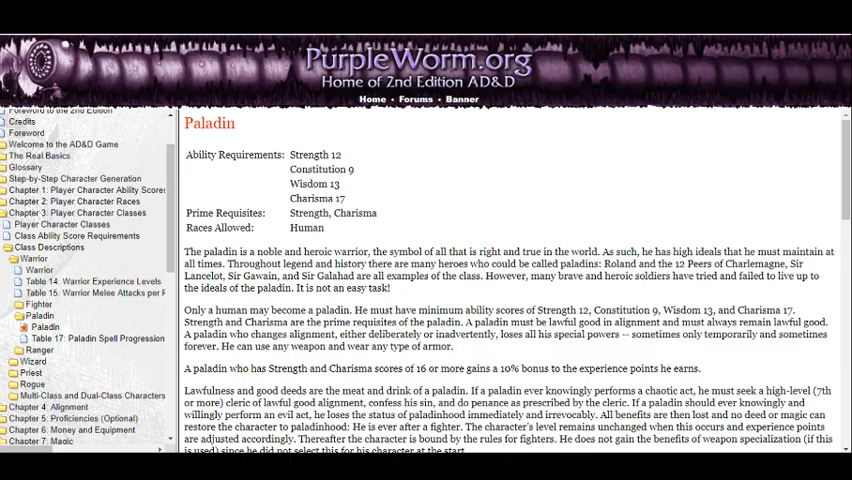 PurpleWorm.org
Home of 2nd Edition AD&D
Home • Forums • Banner
Foreword to the 2nd Edition
Credits
Foreword
Welcome to the AD&D Game
The Real Basics
Glossary
Step-by-Step Character Generation
Chapter 1: Player Character Ability Scores
Chapter 2: Player Character Races
Chapter 3: Player Character Classes
Player Character Classes
Class Ability Score Requirements
Class Descriptions
Warrior
Warrior
Table 14: Warrior Experience Levels
Table 15: Warrior Melee Attacks per R
Fighter
Paladin
Paladin
Table 17: Paladin Spell Progression
Ranger
Wizard
Priest
Rogue
Multi-Class and Dual-Class Characters
Chapter 4: Alignment
Chapter 5: Proficiencies (Optional)
Chapter 6: Money and Equipment
Chapter 7: Magic
Paladin
Ability Requirements: Strength 12
Constitution 9
Wisdom 13
Charisma 17
Prime Requisites: Strength, Charisma
Races Allowed: Human
The paladin is a noble and heroic warrior, the symbol of all that is right and true in the world. As such, he has high ideals that he must maintain at
all times. Throughout legend and history there are many heroes who could be called paladins: Roland and the 12 Peers of Charlemagne, Sir
Lancelot, Sir Gawain, and Sir Galahad are all examples of the class. However, many brave and heroic soldiers have tried and failed to live up to
the ideals of the paladin. It is not an easy task!
Only a human may become a paladin. He must have minimum ability scores of Strength 12, Constitution 9, Wisdom 13, and Charisma 17.
Strength and Charisma are the prime requisites of the paladin. A paladin must be lawful good in alignment and must always remain lawful good.
A paladin who changes alignment, either deliberately or inadvertently, loses all his special powers -- sometimes only temporarily and sometimes
forever. He can use any weapon and wear any type of armor.
A paladin who has Strength and Charisma scores of 16 or more gains a 10% bonus to the experience points he earns.
Lawfulness and good deeds are the meat and drink of a paladin. If a paladin ever knowingly performs a chaotic act, he must seek a high-level (7th
or more) cleric of lawful good alignment, confess his sin, and do penance as prescribed by the cleric. If a paladin should ever knowingly and
willingly perform an evil act, he loses the status of paladinhood immediately and irrevocably. All benefits are then lost and no deed or magic can
restore the character to paladinhood: He is ever after a fighter. The character's level remains unchanged when this occurs and experience points
are adjusted accordingly. Thereafter the character is bound by the rules for fighters. He does not gain the benefits of weapon specialization (if this
is used) since he did not select this for his character at the start.